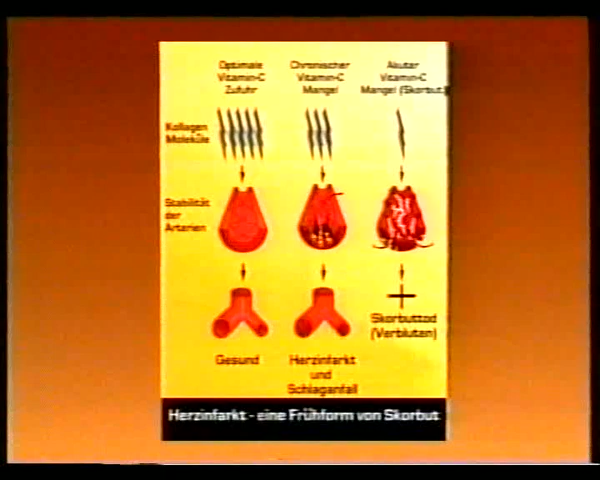 Optimale
Vitamin-C
Zufuhr
Chronischer
Vitamin-C
Mangel
Akuter
Vitamin-C
Mangel (Skorbut)
Kollagen
Moleküle
Stabilität
der
Arterien
Skorbuttod
(Verbluten)
Gesund
Herzinfarkt
und
Schlaganfall
Herzinfarkt - eine Frühform von Skorbut